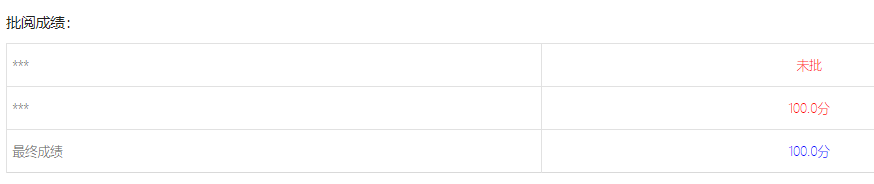 批阅成绩：
*** 未批
*** 100.0分
最终成绩 100.0分